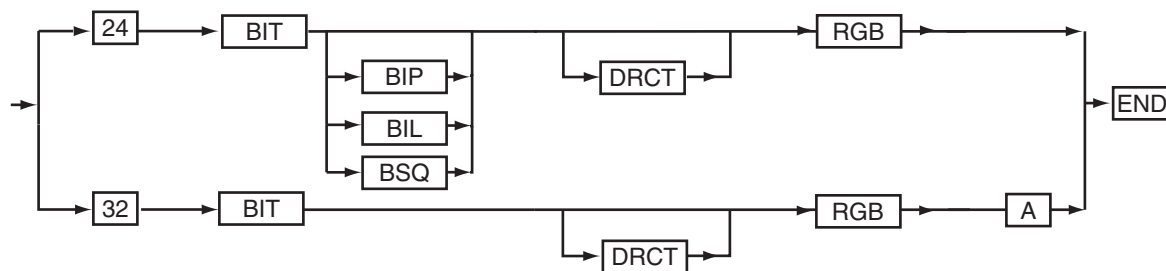 24 BIT RGB
BIP DRCT
END
BIL
BSQ
32 BIT RGB A
DRCT